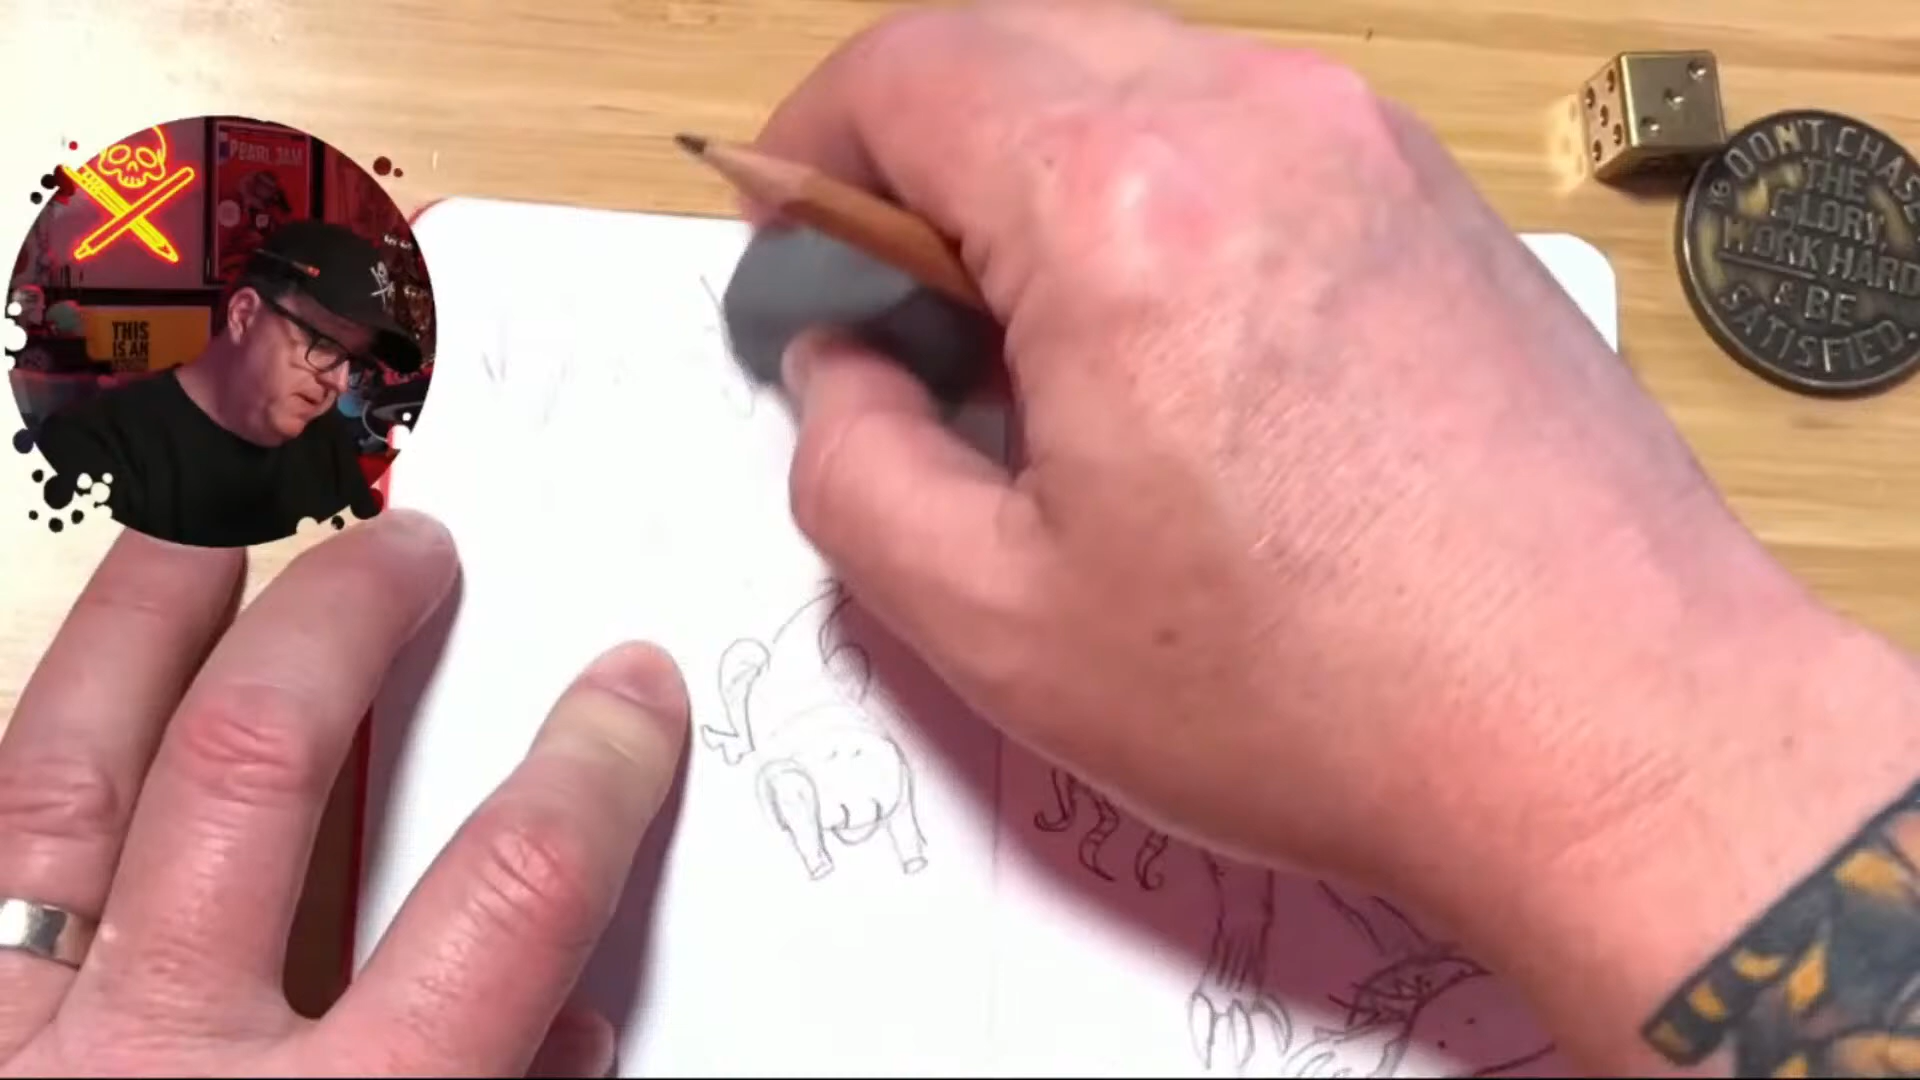 PEARL JAM
THIS
IS AN
DON'T CHASE
THE
GLORY,
WORK HARD
& BE
SATISFIED.